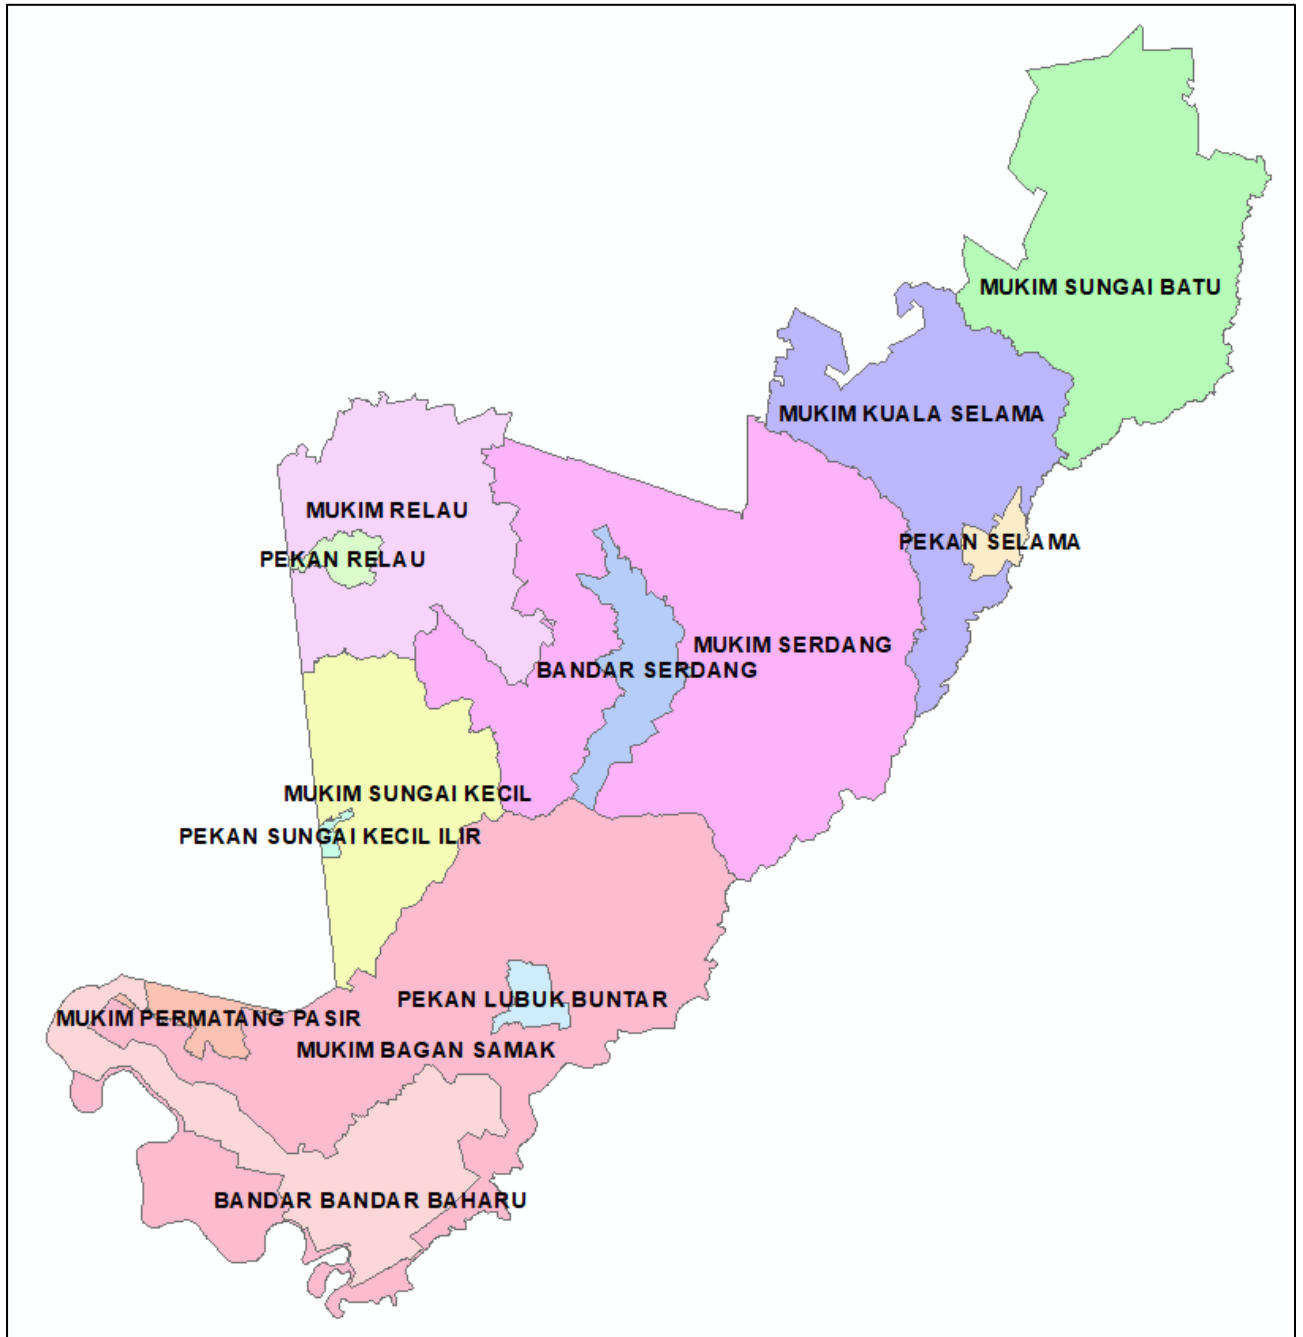 MUKIM SUNGAI BATU
MUKIM KUALA SELAMA
MUKIM RELAU
PEKAN SELAMA
PEKAN RELAU
MUKIM SERDANG
BANDAR SERDANG
MUKIM SUNGAI KECIL
PEKAN SUNGAI KECIL ILIR
PEKAN LUBUK BUNTAR
MUKIM PERMATANG PASIR
MUKIM BAGAN SAMAK
BANDAR BANDAR BAHARU